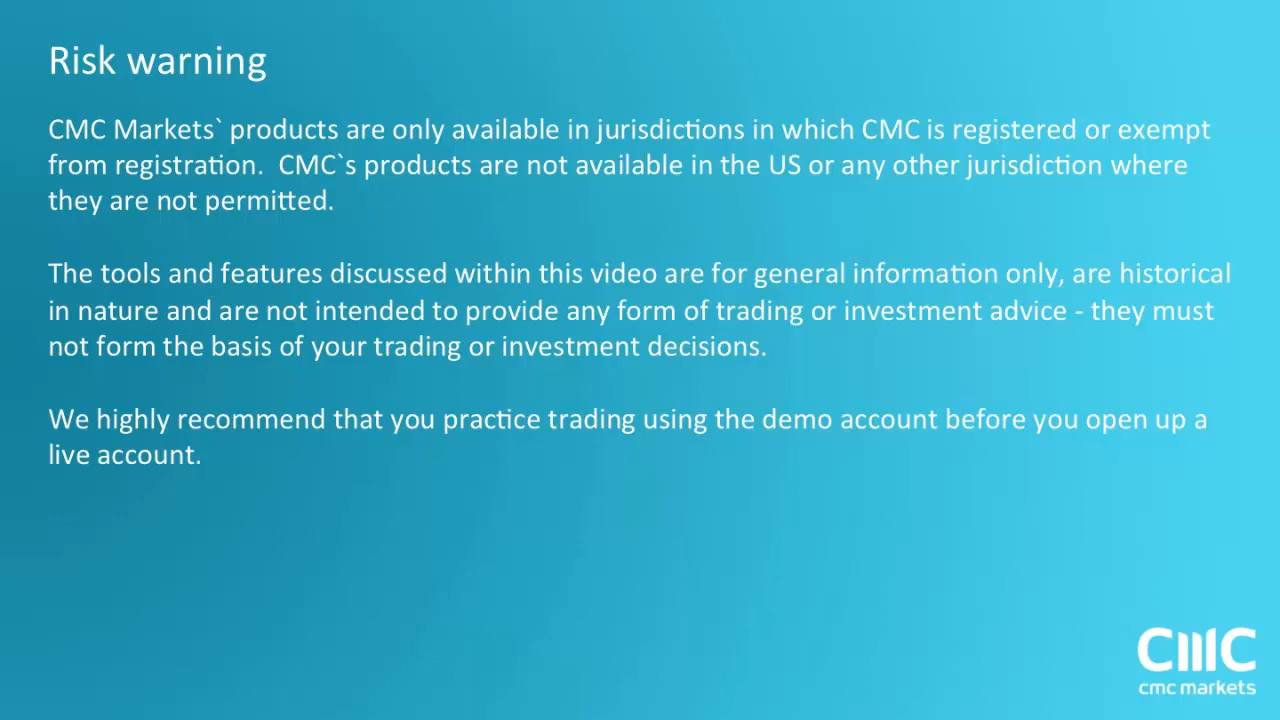 Risk warning
CMC Markets` products are only available in jurisdictions in which CMC is registered or exempt
from registration.  CMC`s products are not available in the US or any other jurisdiction where
they are not permitted.
The tools and features discussed within this video are for general information only, are historical
in nature and are not intended to provide any form of trading or investment advice - they must
not form the basis of your trading or investment decisions.
We highly recommend that you practice trading using the demo account before you open up a
live account.
CMC
cmc markets